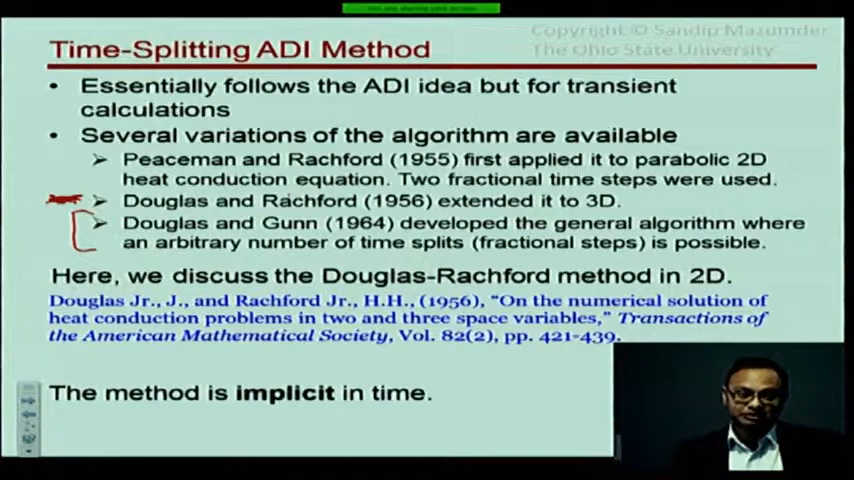 Copyright © Sandip Mazumder
The Ohio State University
Time-Splitting ADI Method
• Essentially follows the ADI idea but for transient
calculations
• Several variations of the algorithm are available
➢ Peaceman and Rachford (1955) first applied it to parabolic 2D
heat conduction equation. Two fractional time steps were used.
➢ Douglas and Rachford (1956) extended it to 3D.
➢ Douglas and Gunn (1964) developed the general algorithm where
an arbitrary number of time splits (fractional steps) is possible.
Here, we discuss the Douglas-Rachford method in 2D.
Douglas Jr., J., and Rachford Jr., H.H., (1956), “On the numerical solution of
heat conduction problems in two and three space variables,” Transactions of
the American Mathematical Society, Vol. 82(2), pp. 421-439.
The method is implicit in time.